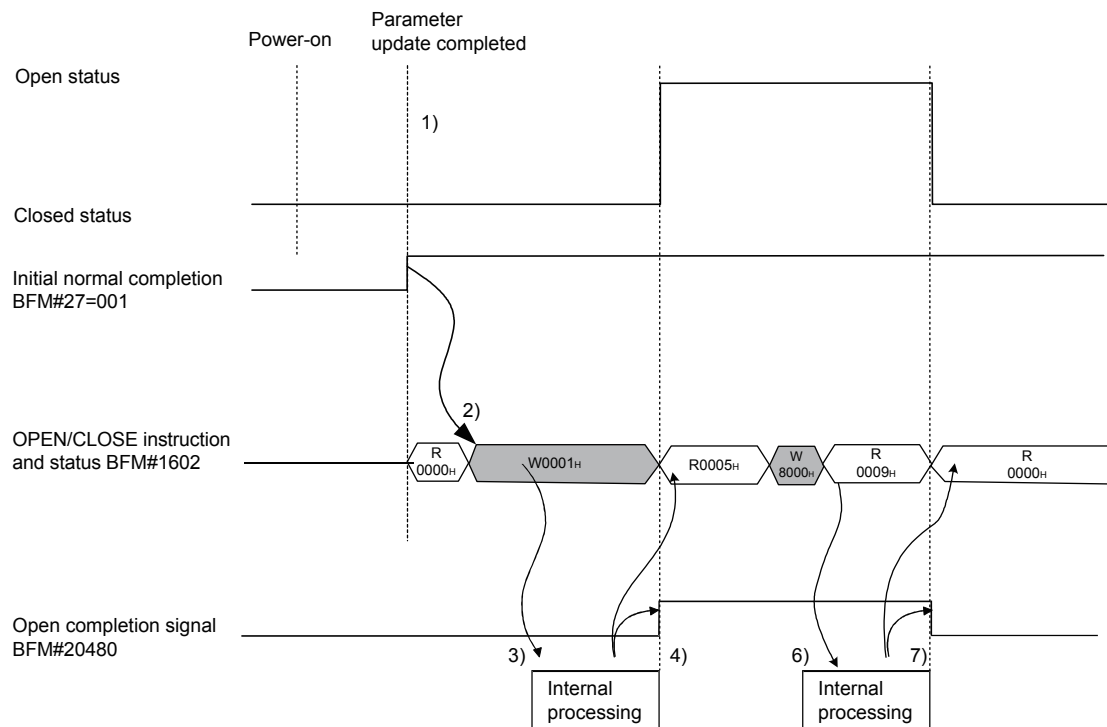 Power-on
Parameter
update completed
Open status
1)
Closed status
Initial normal completion
BFM#27=001
2)
OPEN/CLOSE instruction
and status BFM#1602
R
0000H
W0001H
R0005H
W
8000H
R
0009H
R
0000H
Open completion signal
BFM#20480
3)
4)
6)
7)
Internal
processing
Internal
processing